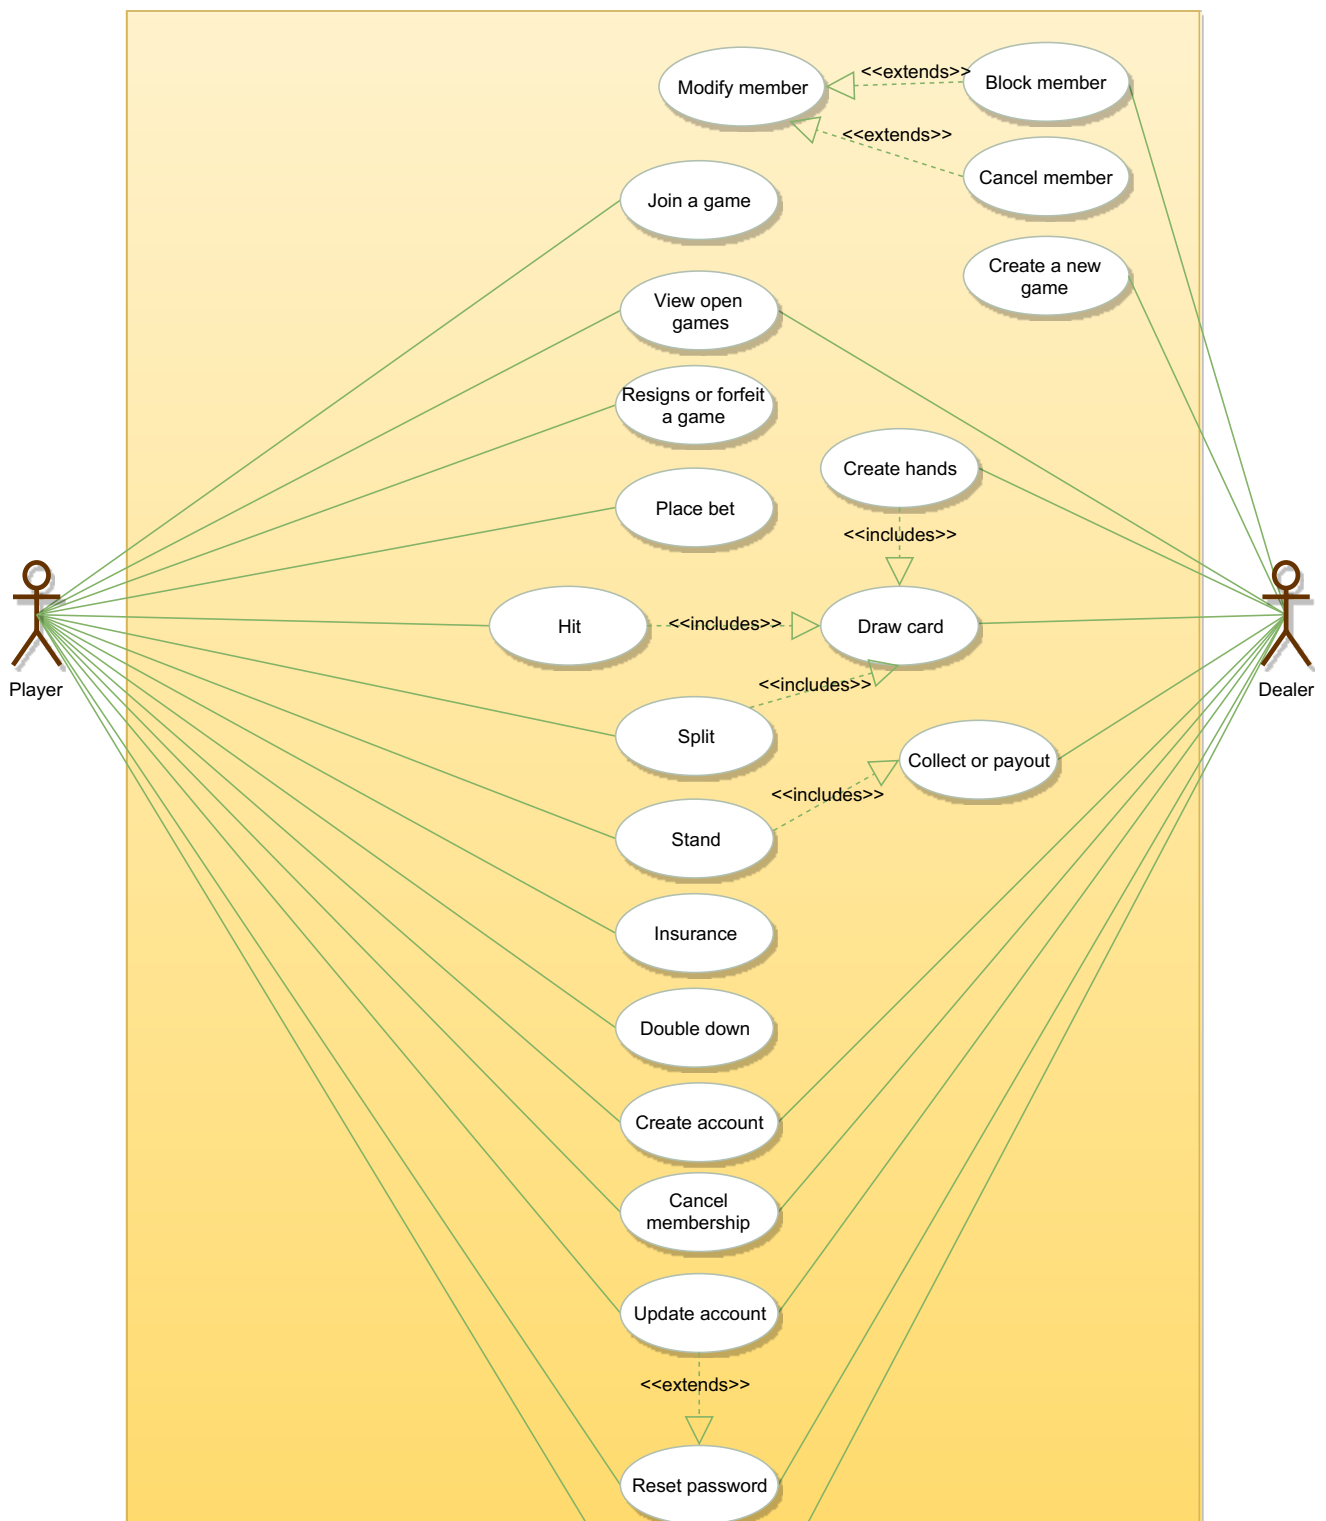 Modify member
<<extends>>
Block member
<<extends>>
Cancel member
Join a game
Create a new
game
View open
games
Resigns or forfeit
a game
Create hands
Place bet
<<includes>>
Hit
<<includes>>
Draw card
Player
Dealer
<<includes>>
Split
Collect or payout
<<includes>>
Stand
Insurance
Double down
Create account
Cancel
membership
Update account
<<extends>>
Reset password